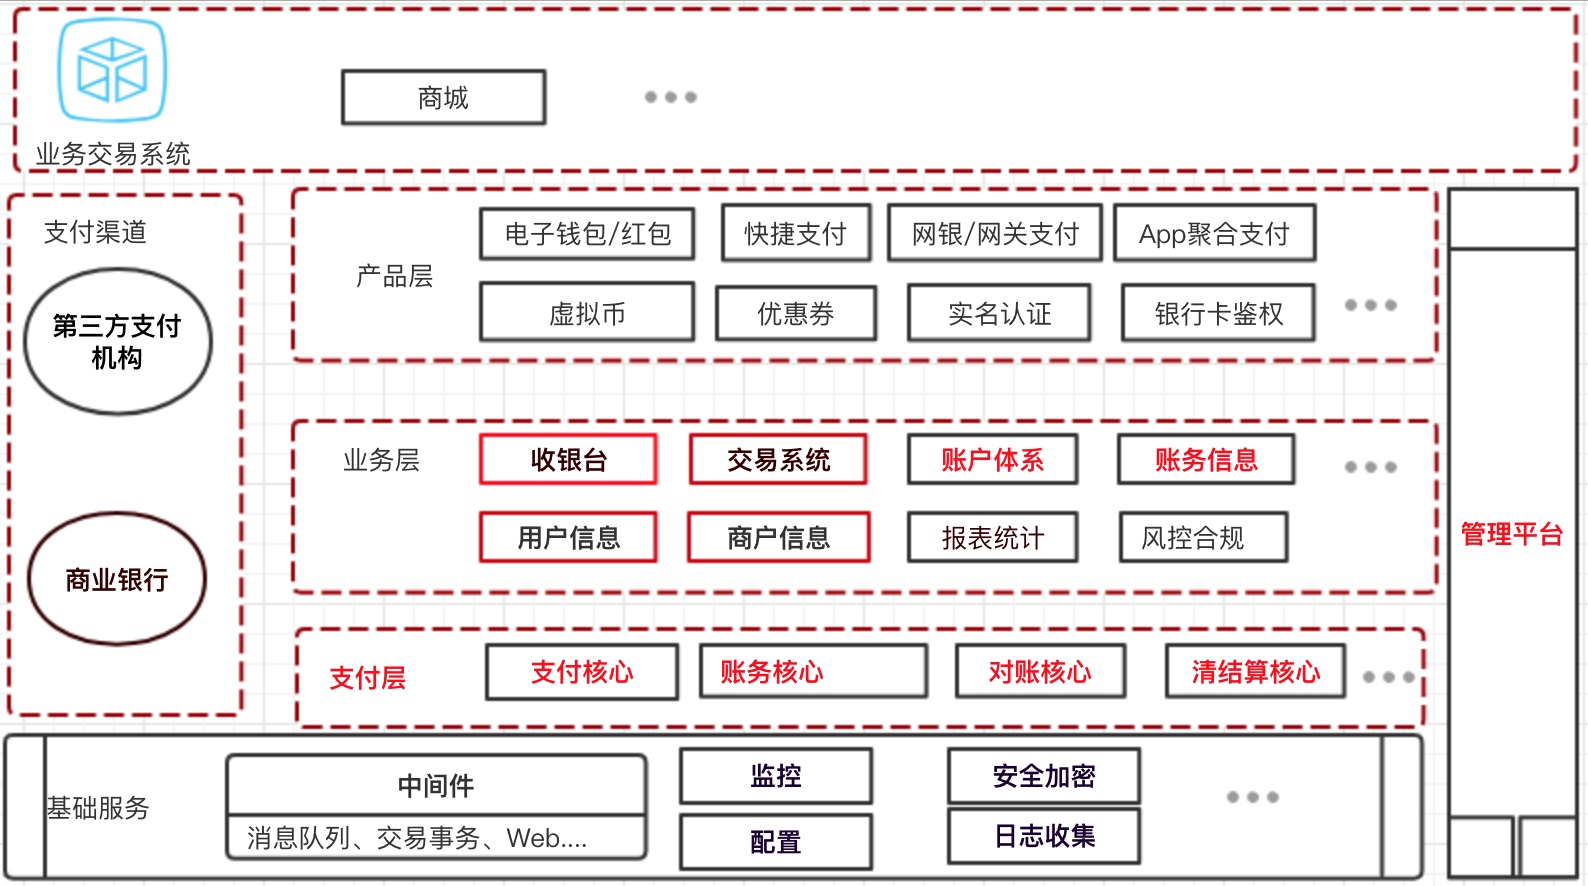 商城
业务交易系统
支付渠道
第三方支付
机构
商业银行
产品层
电子钱包/红包
快捷支付
网银/网关支付
App聚合支付
虚拟币
优惠券
实名认证
银行卡鉴权
业务层
收银台
交易系统
账户体系
账务信息
用户信息
商户信息
报表统计
风控合规
支付层
支付核心
账务核心
对账核心
清结算核心
管理平台
基础服务
中间件
消息队列、交易事务、Web....
监控
配置
安全加密
日志收集